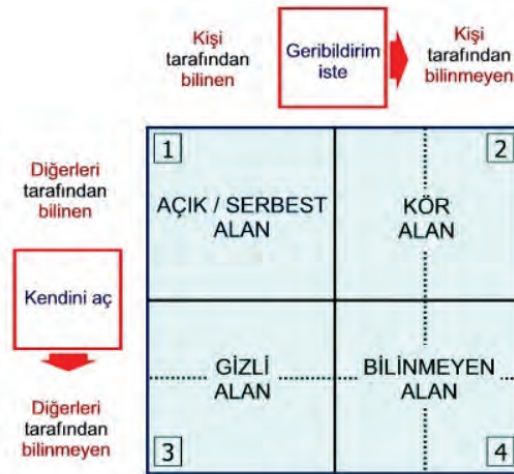 Kişi
tarafından
bilinen
Geribildirim
iste
Kişi
tarafından
bilinmeyen
Diğerleri
tarafından
bilinen
Kendini aç
Diğerleri
tarafından
bilinmeyen
1
AÇIK / SERBEST
ALAN
2
KÖR
ALAN
GİZLİ
ALAN
3
BİLİNMEYEN
ALAN
4